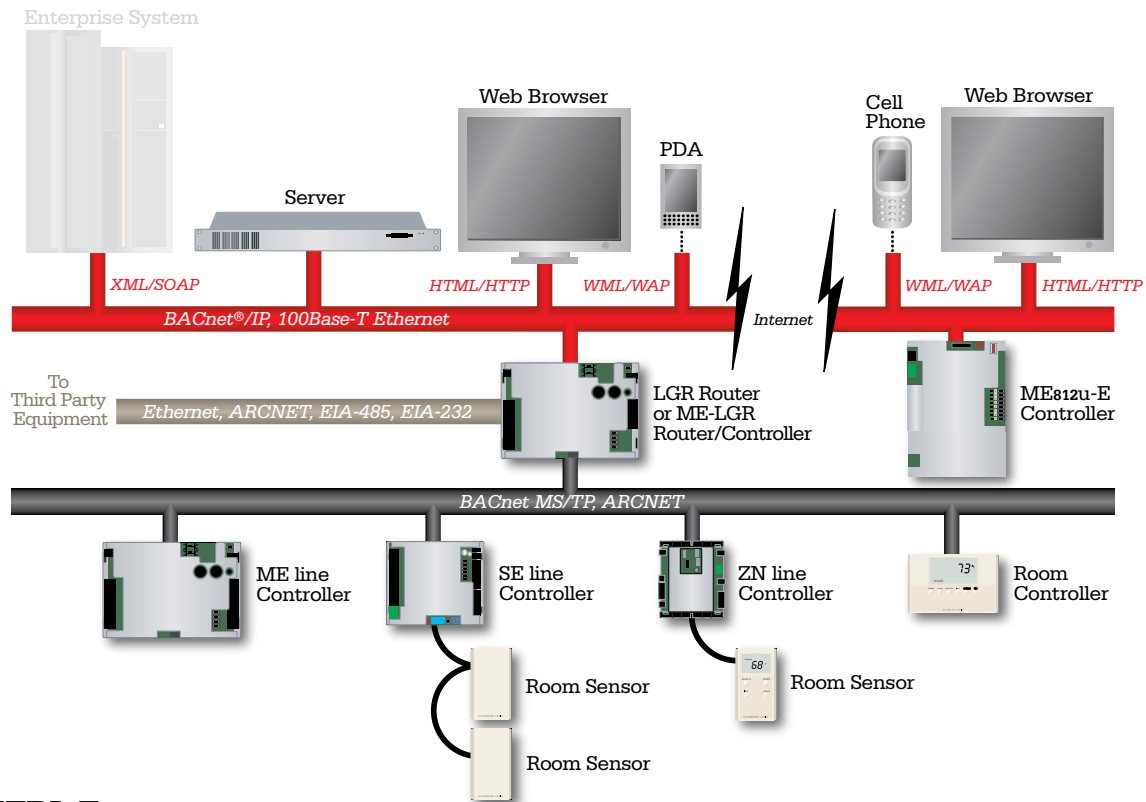 Enterprise System
Web Browser
Cell
Phone
Web Browser
PDA
Server
XML/SOAP
HTML/HTTP
WML/WAP
WML/WAP
HTML/HTTP
BACnet®/IP, 100Base-T Ethernet
Internet
To
Third Party
Equipment
Ethernet, ARCNET, EIA-485, EIA-232
LGR Router
or ME-LGR
Router/Controller
ME812u-E
Controller
BACnet MS/TP, ARCNET
ME line
Controller
SE line
Controller
ZN line
Controller
73°
Room
Controller
Room Sensor
68°
Room Sensor
Room Sensor